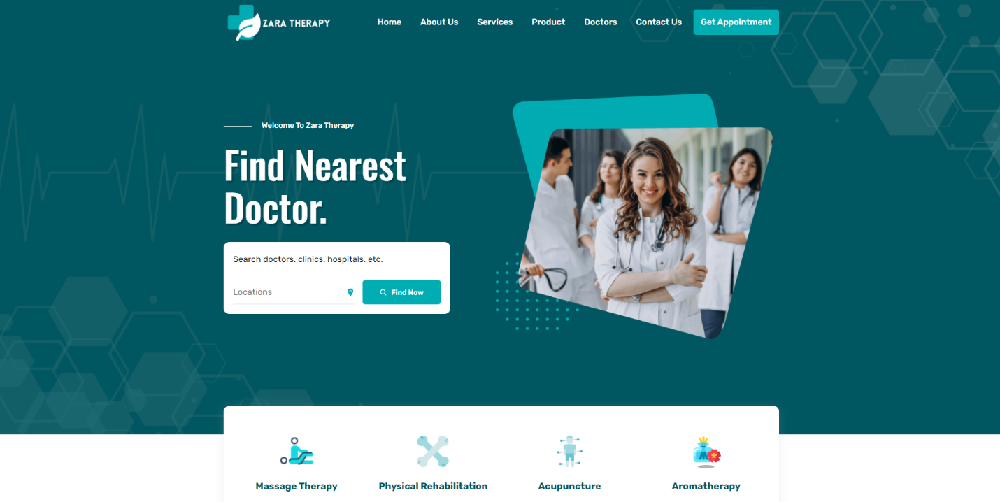 ZARA THERAPY
Home About Us Services Product Doctors Contact Us Get Appointment
Welcome To Zara Therapy
Find Nearest
Doctor.
Search doctors. clinics. hospitals. etc.
Locations
Find Now
Massage Therapy Physical Rehabilitation Acupuncture Aromatherapy